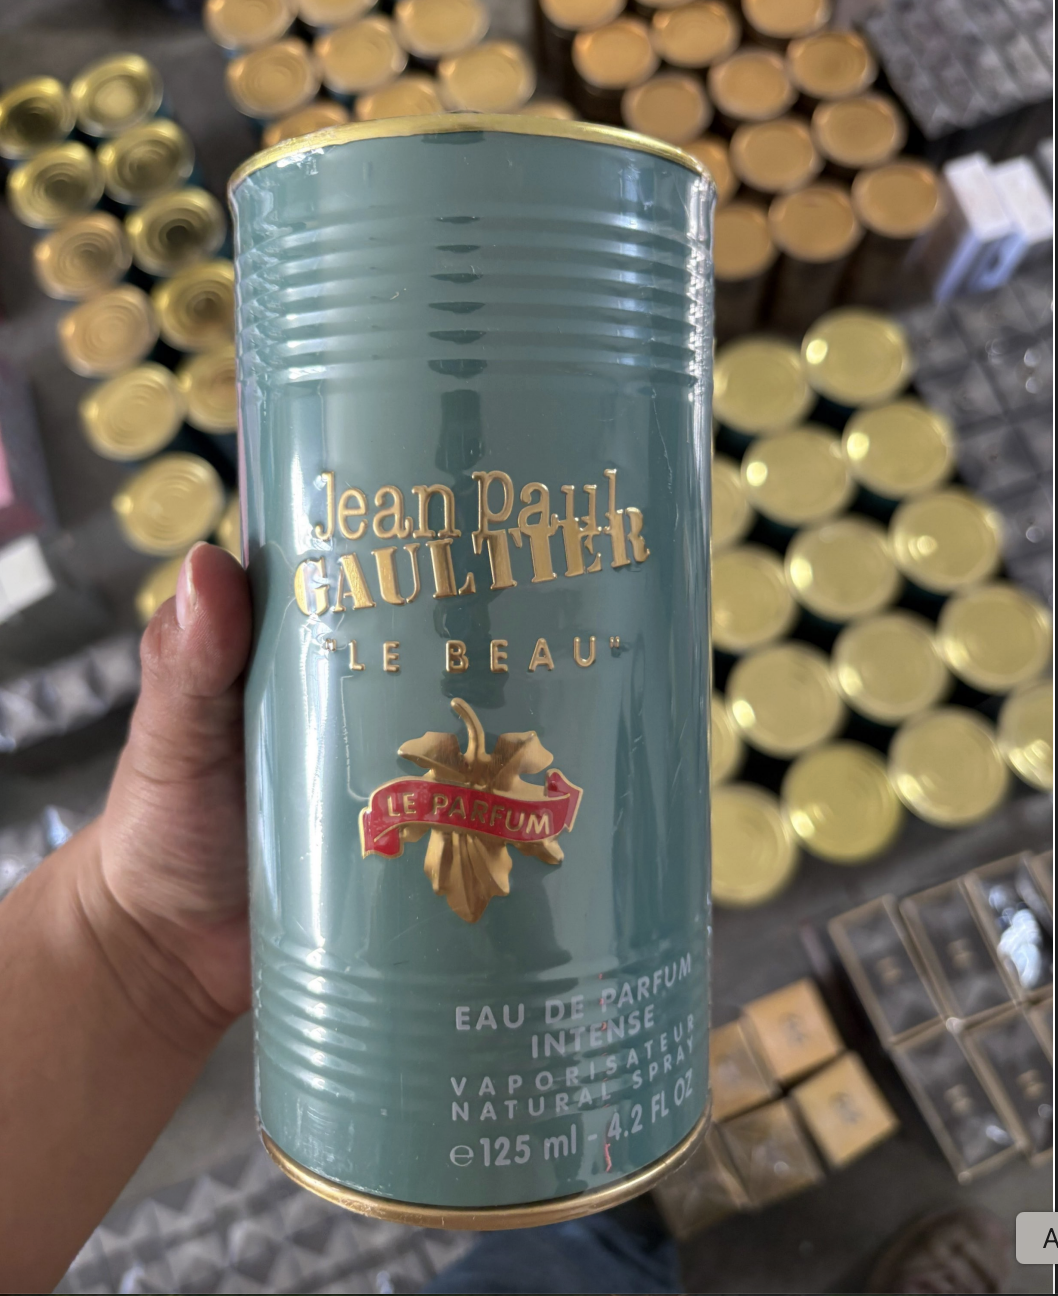 Jean Paul
GAULTIER
"LE BEAU"
LE PARFUM
EAU DE PARFUM
INTENSE
VAPORISATEUR
NATURAL SPRAY
℮125 ml - 4.2 FL OZ
A